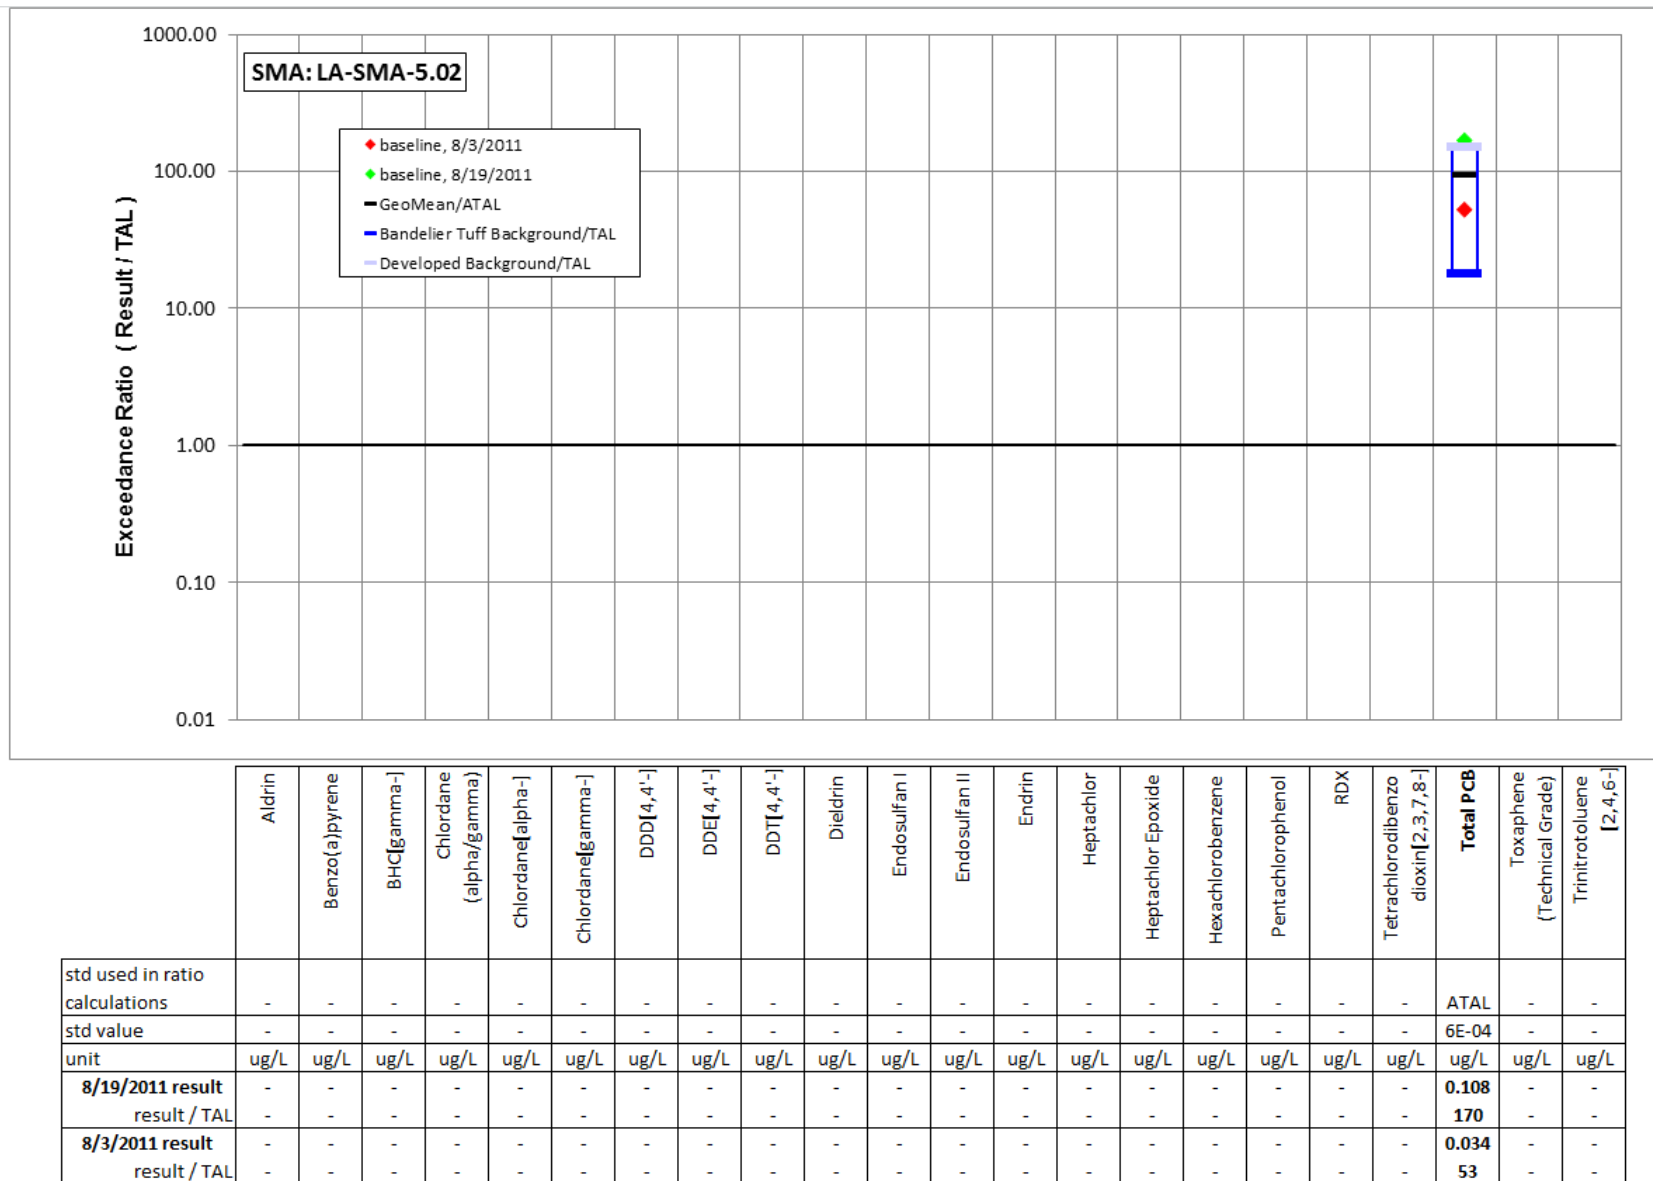 1000.00
SMA: LA-SMA-5.02
baseline, 8/3/2011
baseline, 8/19/2011
GeoMean/ATAL
Bandelier Tuff Background/TAL
Developed Background/TAL
100.00
10.00
1.00
0.10
0.01
Exceedance Ratio ( Result / TAL )
Aldrin
Benzo(a)pyrene
BHC[gamma-]
Chlordane
(alpha/gamma)
Chlordane[alpha-]
Chlordane[gamma-]
DDD[4,4'-]
DDE[4,4'-]
DDT[4,4'-]
Dieldrin
Endosulfan I
Endosulfan II
Endrin
Heptachlor
Heptachlor Epoxide
Hexachlorobenzene
Pentachlorophenol
RDX
Tetrachlorodibenzo
dioxin[2,3,7,8-]
Total PCB
Toxaphene
(Technical Grade)
Trinitrotoluene
[2,4,6-]
std used in ratio
calculations - - - - - - - - - - - - - - - - - - - ATAL - -
std value - - - - - - - - - - - - - - - - - - - 6E-04 - -
unit ug/L ug/L ug/L ug/L ug/L ug/L ug/L ug/L ug/L ug/L ug/L ug/L ug/L ug/L ug/L ug/L ug/L ug/L ug/L ug/L ug/L ug/L
8/19/2011 result - - - - - - - - - - - - - - - - - - - 0.108 - -
result / TAL - - - - - - - - - - - - - - - - - - - 170 - -
8/3/2011 result - - - - - - - - - - - - - - - - - - - 0.034 - -
result / TAL - - - - - - - - - - - - - - - - - - - 53 - -